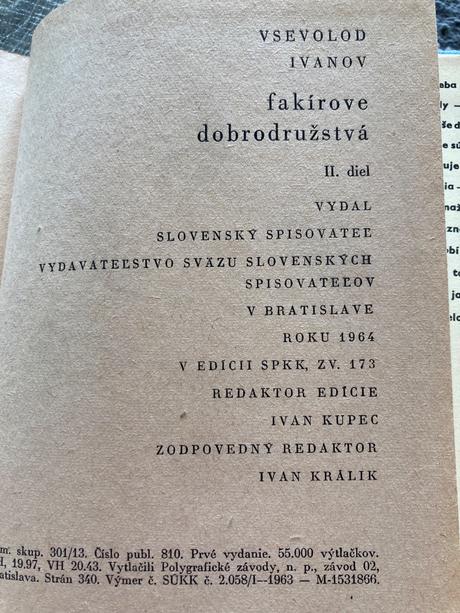 VSEVOLOD
IVANOV
fakírove
dobrodružstvá
II. diel
VYDAL
SLOVENSKÝ SPISOVATEĽ
VYDAVATEĽSTVO SVÄZU SLOVENSKÝCH
SPISOVATEĽOV
V BRATISLAVE
ROKU 1964
V EDÍCII SPKK, ZV. 173
REDAKTOR EDÍCIE
IVAN KUPEC
ZODPOVEDNÝ REDAKTOR
IVAN KRÁLIK
m. skup. 301/13. Číslo publ. 810. Prvé vydanie. 55.000 výtlačkov.
H, 19.97, VH 20.43. Vytlačili Polygrafické závody, n. p., závod 02,
atislava. Strán 340. Výmer č. SÚKK č. 2.058/I—1963 — M-1531866.